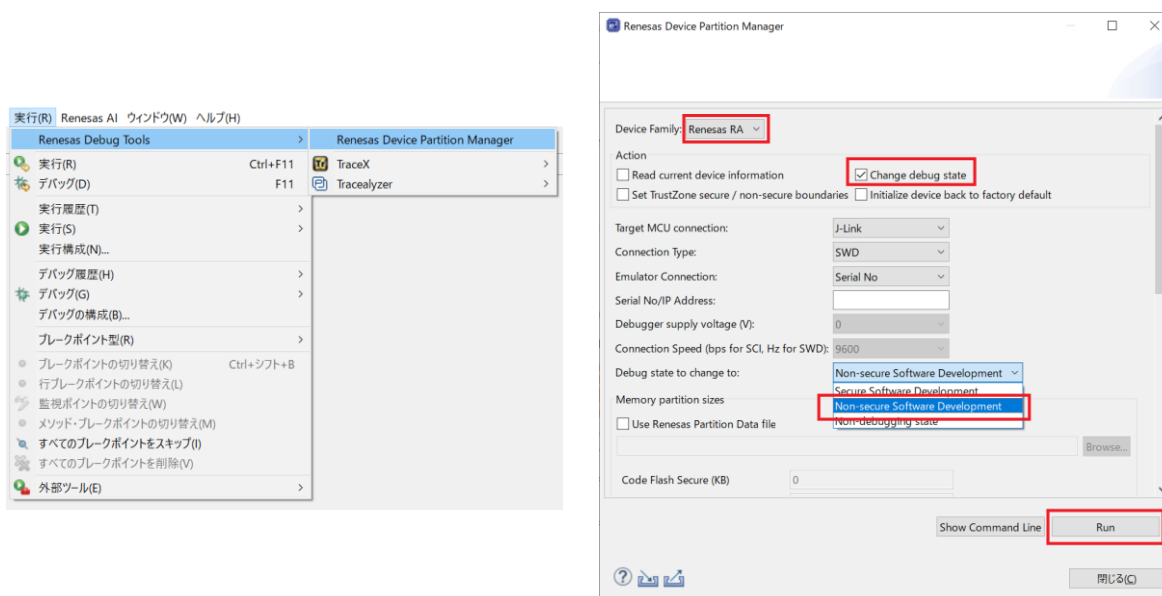 実行(R) Renesas AI ウィンドウ(W) ヘルプ(H)
Renesas Debug Tools >
実行(R) Ctrl+F11
デバッグ(D) F11
実行履歴(T) >
実行(S) >
実行構成(N)...
デバッグ履歴(H) >
デバッグ(G) >
デバッグの構成(B)...
ブレークポイント型(R) >
ブレークポイントの切り替え(K) Ctrl+シフト+B
行ブレークポイントの切り替え(L)
監視ポイントの切り替え(W)
メソッド・ブレークポイントの切り替え(M)
すべてのブレークポイントをスキップ(I)
すべてのブレークポイントを削除(V)
外部ツール(E) >
Renesas Device Partition Manager
TraceX >
Tracealyzer >
Renesas Device Partition Manager
Device Family: Renesas RA
Action
Read current device information Change debug state
Set TrustZone secure / non-secure boundaries Initialize device back to factory default
Target MCU connection: J-Link
Connection Type: SWD
Emulator Connection: Serial No
Serial No/IP Address:
Debugger supply voltage (V): 0
Connection Speed (bps for SCI, Hz for SWD): 9600
Debug state to change to: Non-secure Software Development
Secure Software Development
Non-secure Software Development
Non-debugging state
Memory partition sizes
Use Renesas Partition Data file
Browse...
Code Flash Secure (KB) 0
Show Command Line Run
閉じる(C)